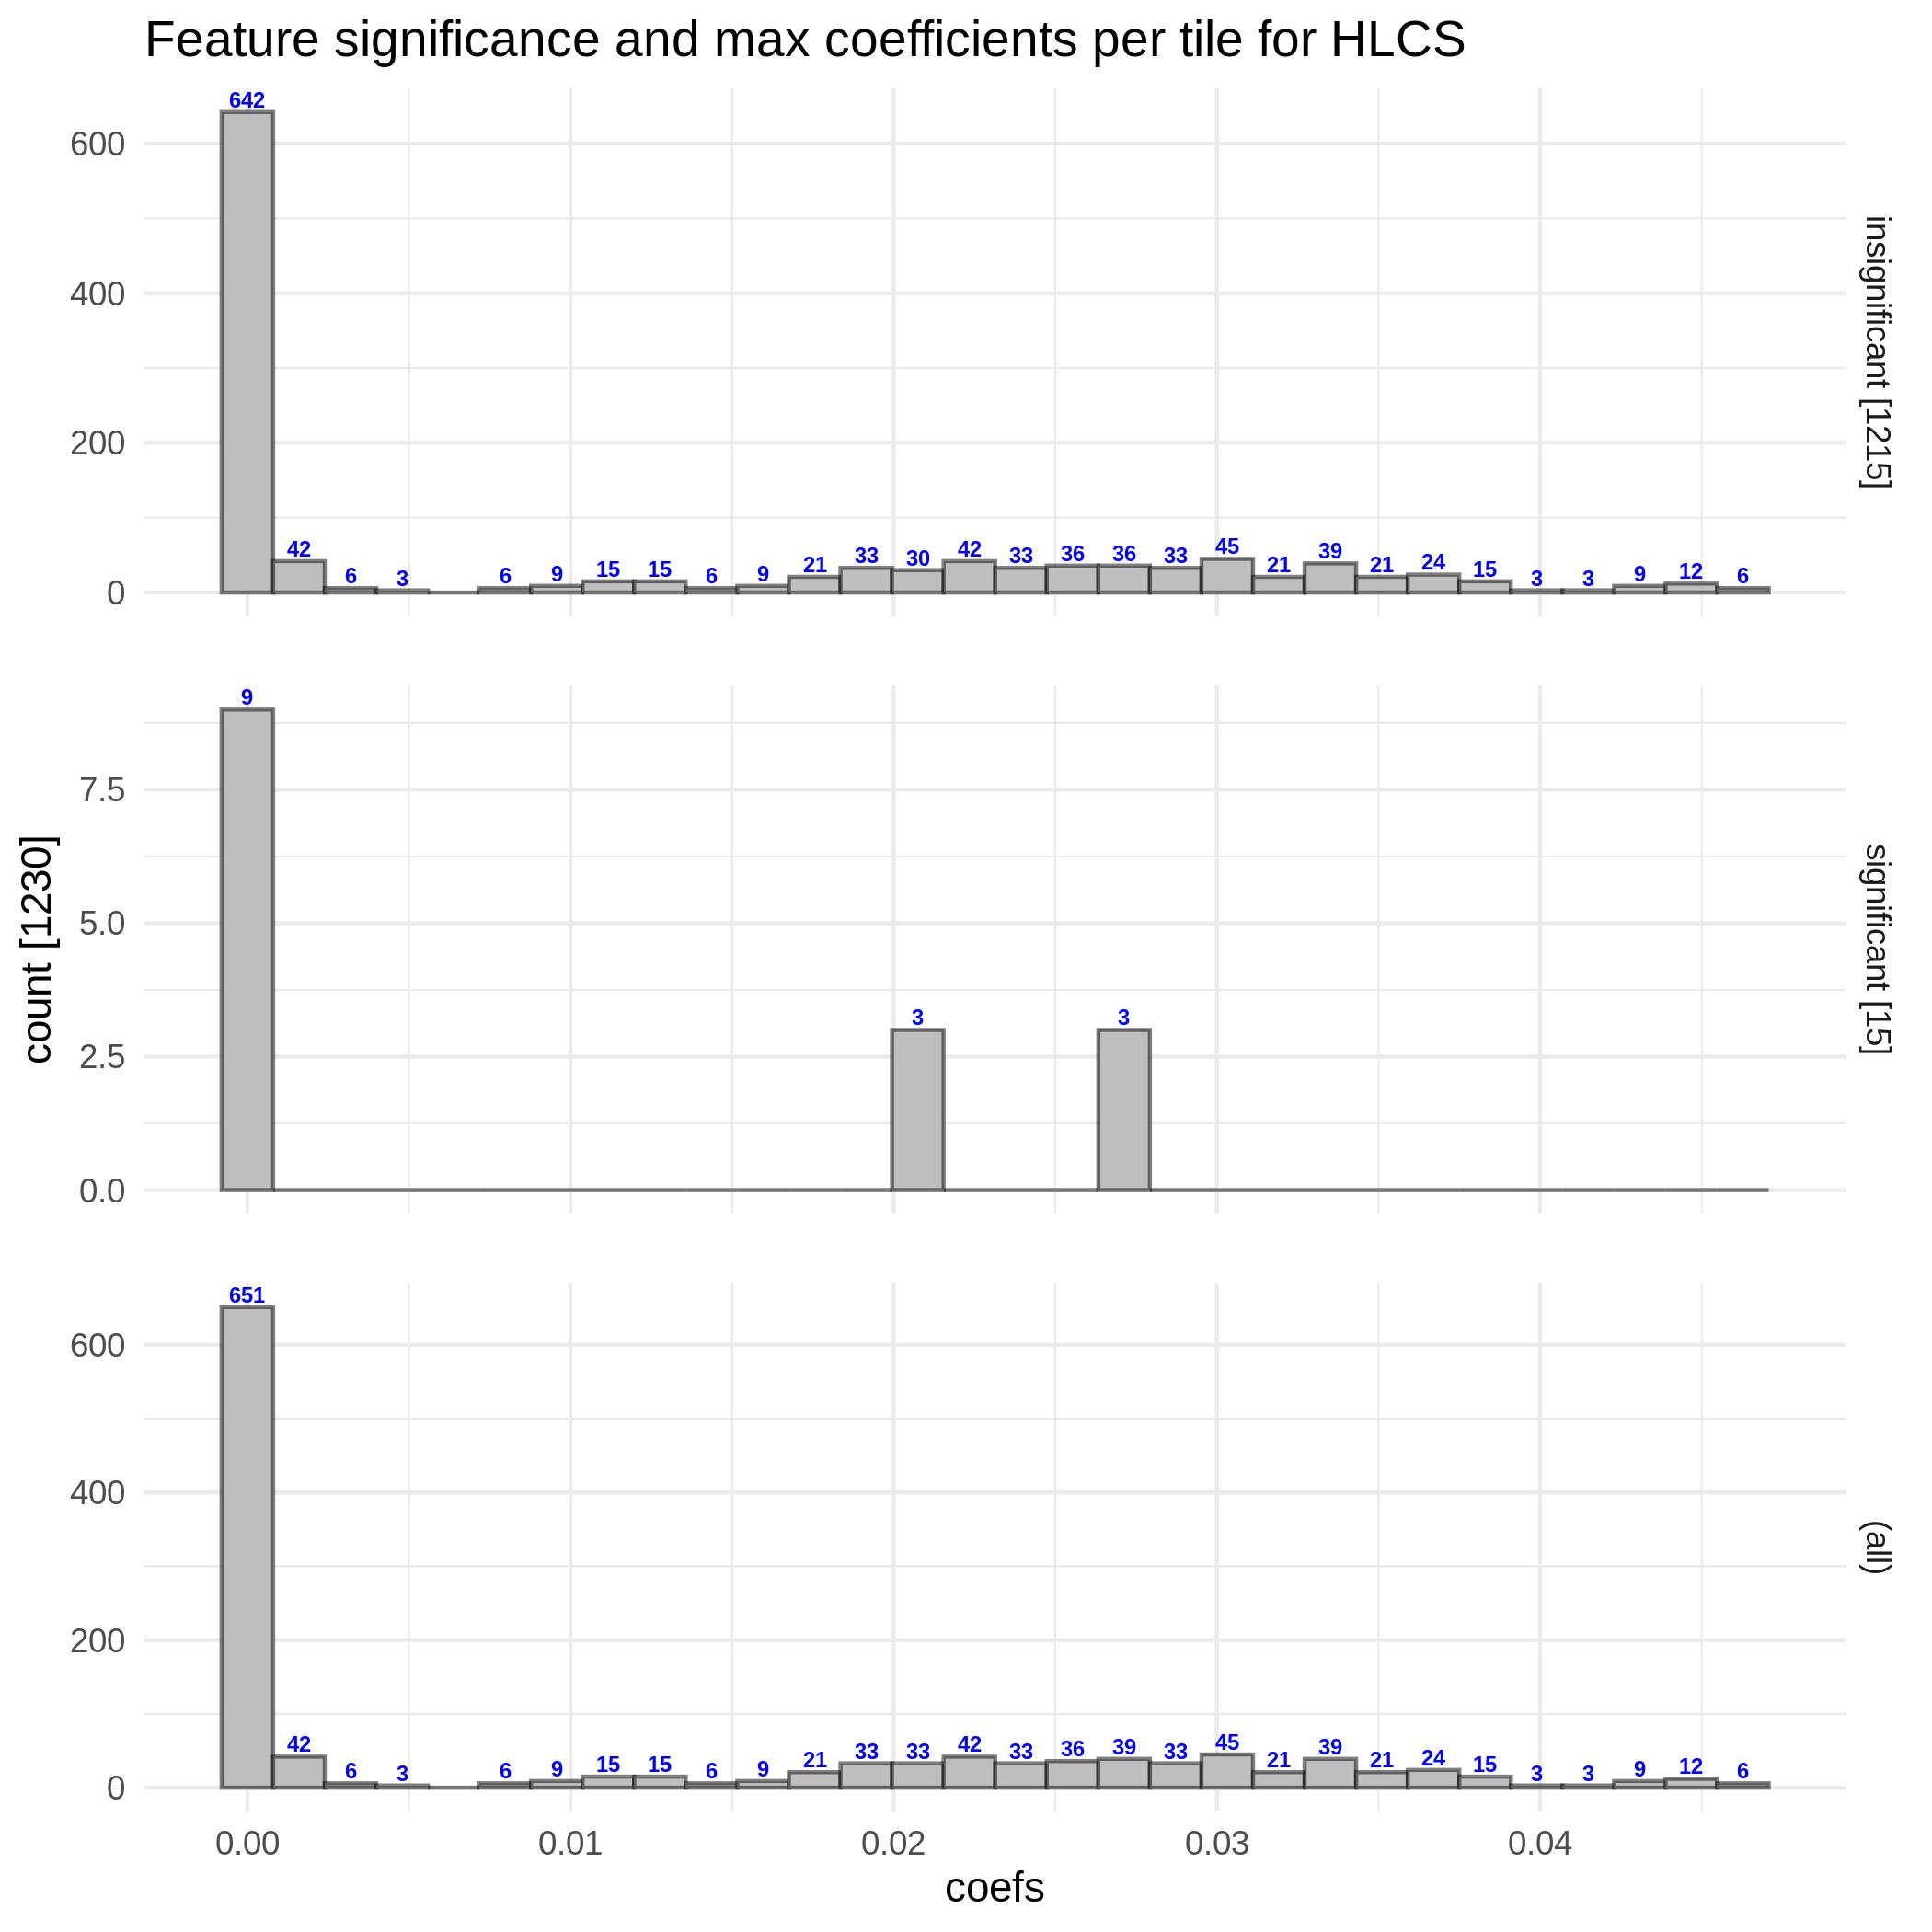 Feature significance and max coefficients per tile for HLCS
642
600
400
200
0
42 6 3 6 9 15 15 6 9 21 33 30 42 33 36 36 33 45 21 39 21 24 15 3 3 9 12 6
insignificant [1215]
9
7.5
5.0
2.5
0.0
3 3
significant [15]
count [1230]
651
600
400
200
0
42 6 3 6 9 15 15 6 9 21 33 33 42 33 36 39 33 45 21 39 21 24 15 3 3 9 12 6
(all)
0.00 0.01 0.02 0.03 0.04
coefs